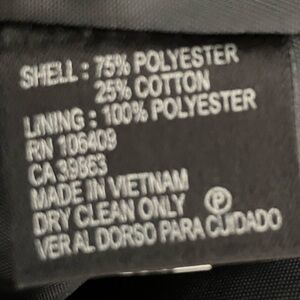 SHELL : 75% POLYESTER
25% COTTON
LINING : 100% POLYESTER
RN 106409
CA 39863
MADE IN VIETNAM
DRY CLEAN ONLY Ⓟ
VER AL DORSO PARA CUIDADO